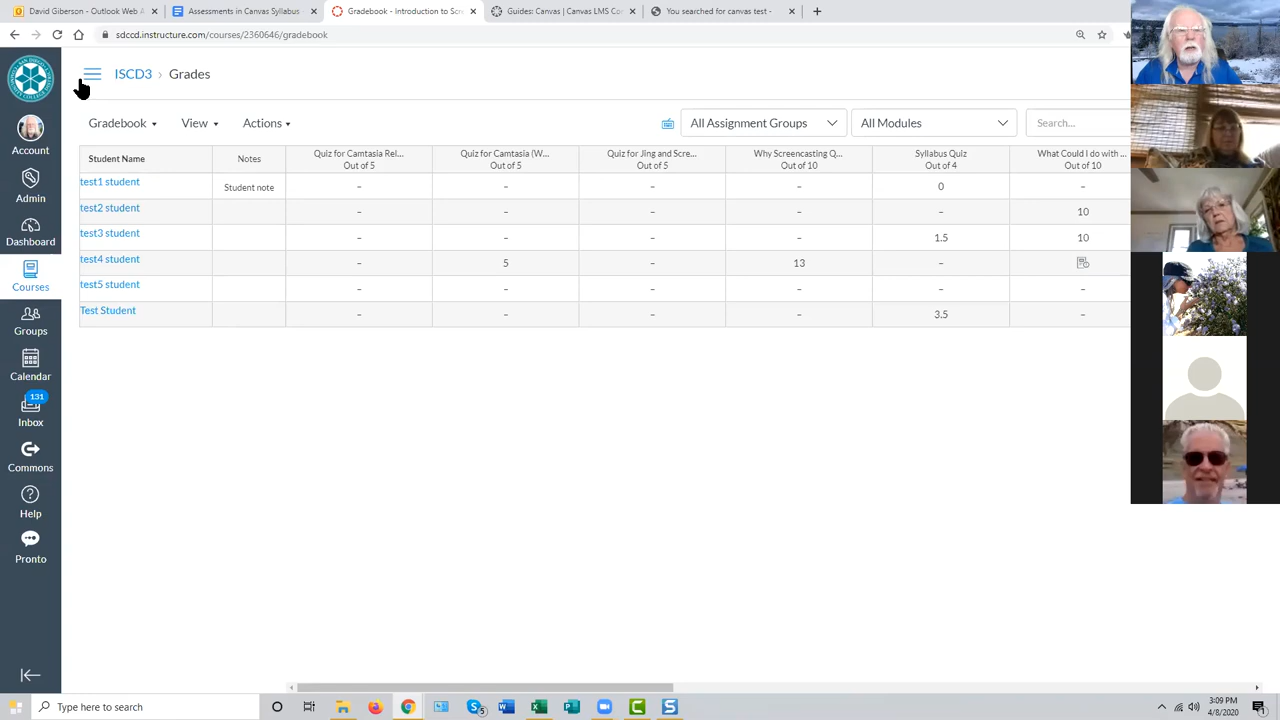 David Giberson - Outlook Web A
Assessments in Canvas Syllabus
Gradebook - Introduction to Scre
Guides: Canvas | Canvas LMS Co
You searched for canvas test -
sdccd.instructure.com/courses/2360646/gradebook
ISCD3 › Grades
Gradebook View Actions All Assignment Groups All Modules Search...
Student Name Notes Quiz for Camtasia Rel... Out of 5 Quiz for Camtasia (W... Out of 5 Quiz for Jing and Scr... Out of 5 Why Screencasting Q... Out of 10 Syllabus Quiz Out of 4 What Could I do with ... Out of 10
test1 student Student note – – – – 0 –
test2 student – – – – 10
test3 student – – – – 1.5 10
test4 student – 5 – 13 –
test5 student – – – – – –
Test Student – – – – 3.5 –
Account
Admin
Dashboard
Courses
Groups
Calendar
131
Inbox
Commons
Help
Pronto
Type here to search
5
3:09 PM
4/8/2020
1